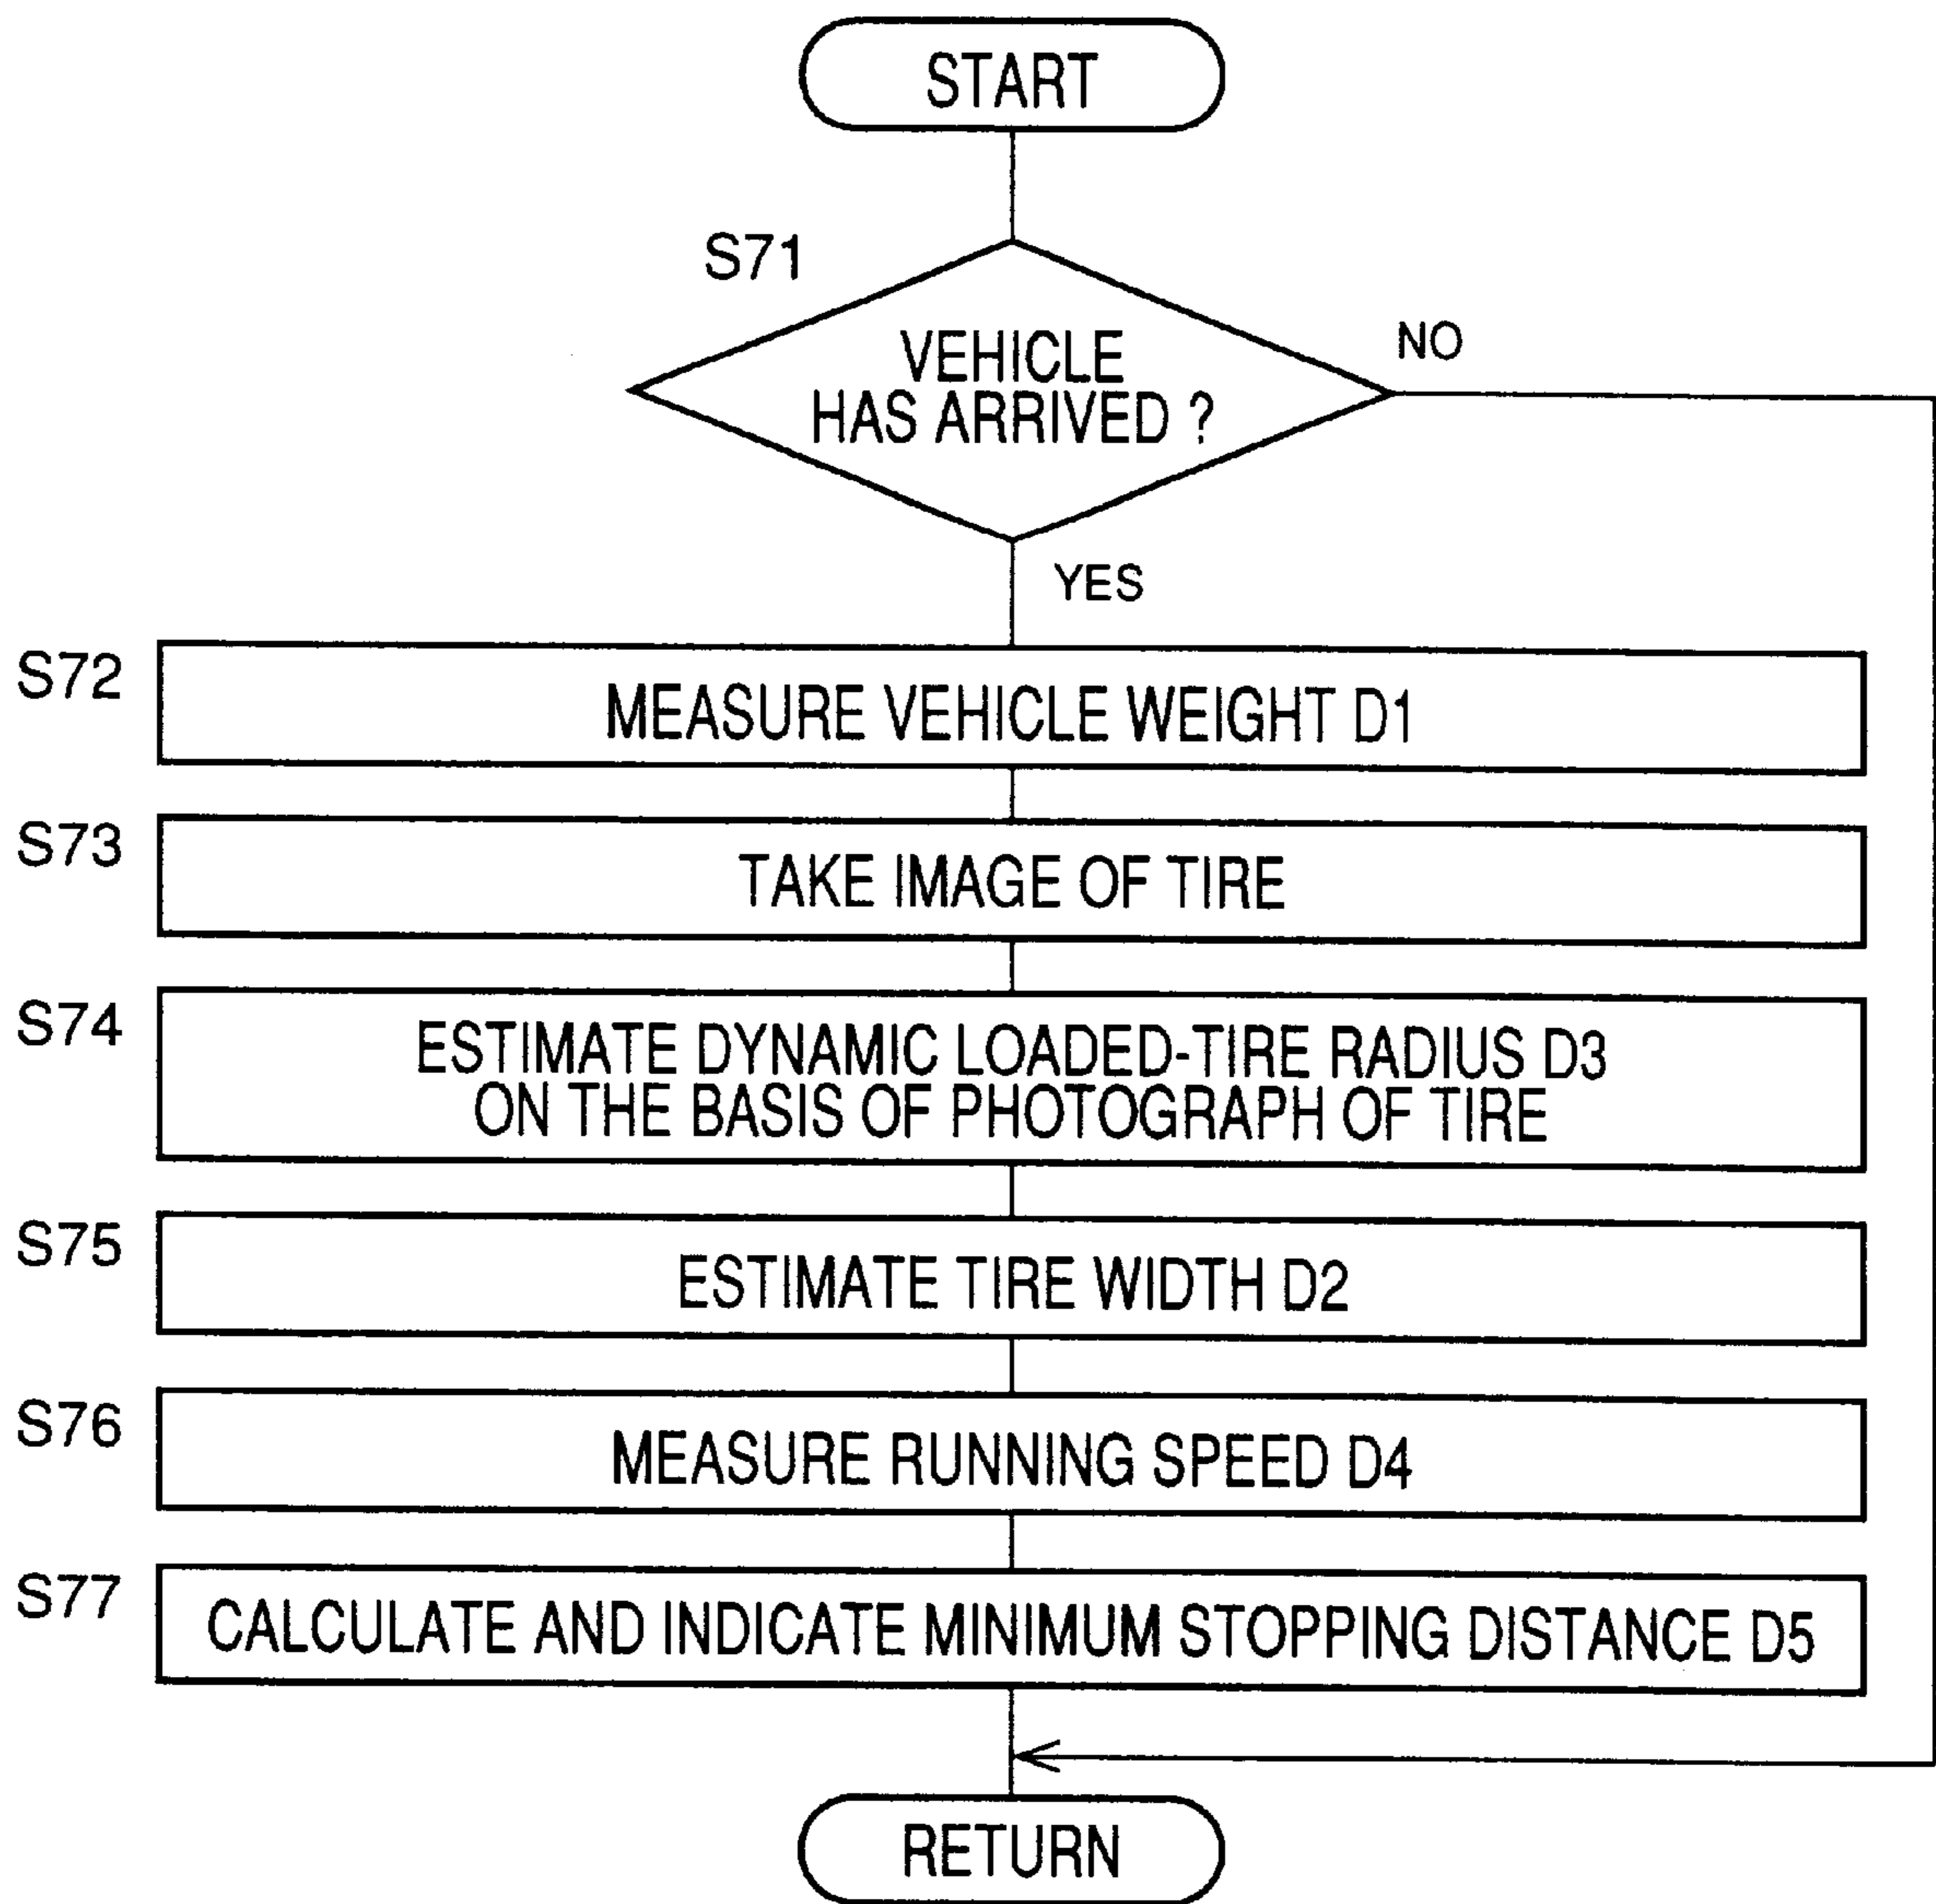 START
S71
VEHICLE
HAS ARRIVED ?
NO
YES
S72
MEASURE VEHICLE WEIGHT D1
S73
TAKE IMAGE OF TIRE
S74
ESTIMATE DYNAMIC LOADED-TIRE RADIUS D3
ON THE BASIS OF PHOTOGRAPH OF TIRE
S75
ESTIMATE TIRE WIDTH D2
S76
MEASURE RUNNING SPEED D4
S77
CALCULATE AND INDICATE MINIMUM STOPPING DISTANCE D5
RETURN